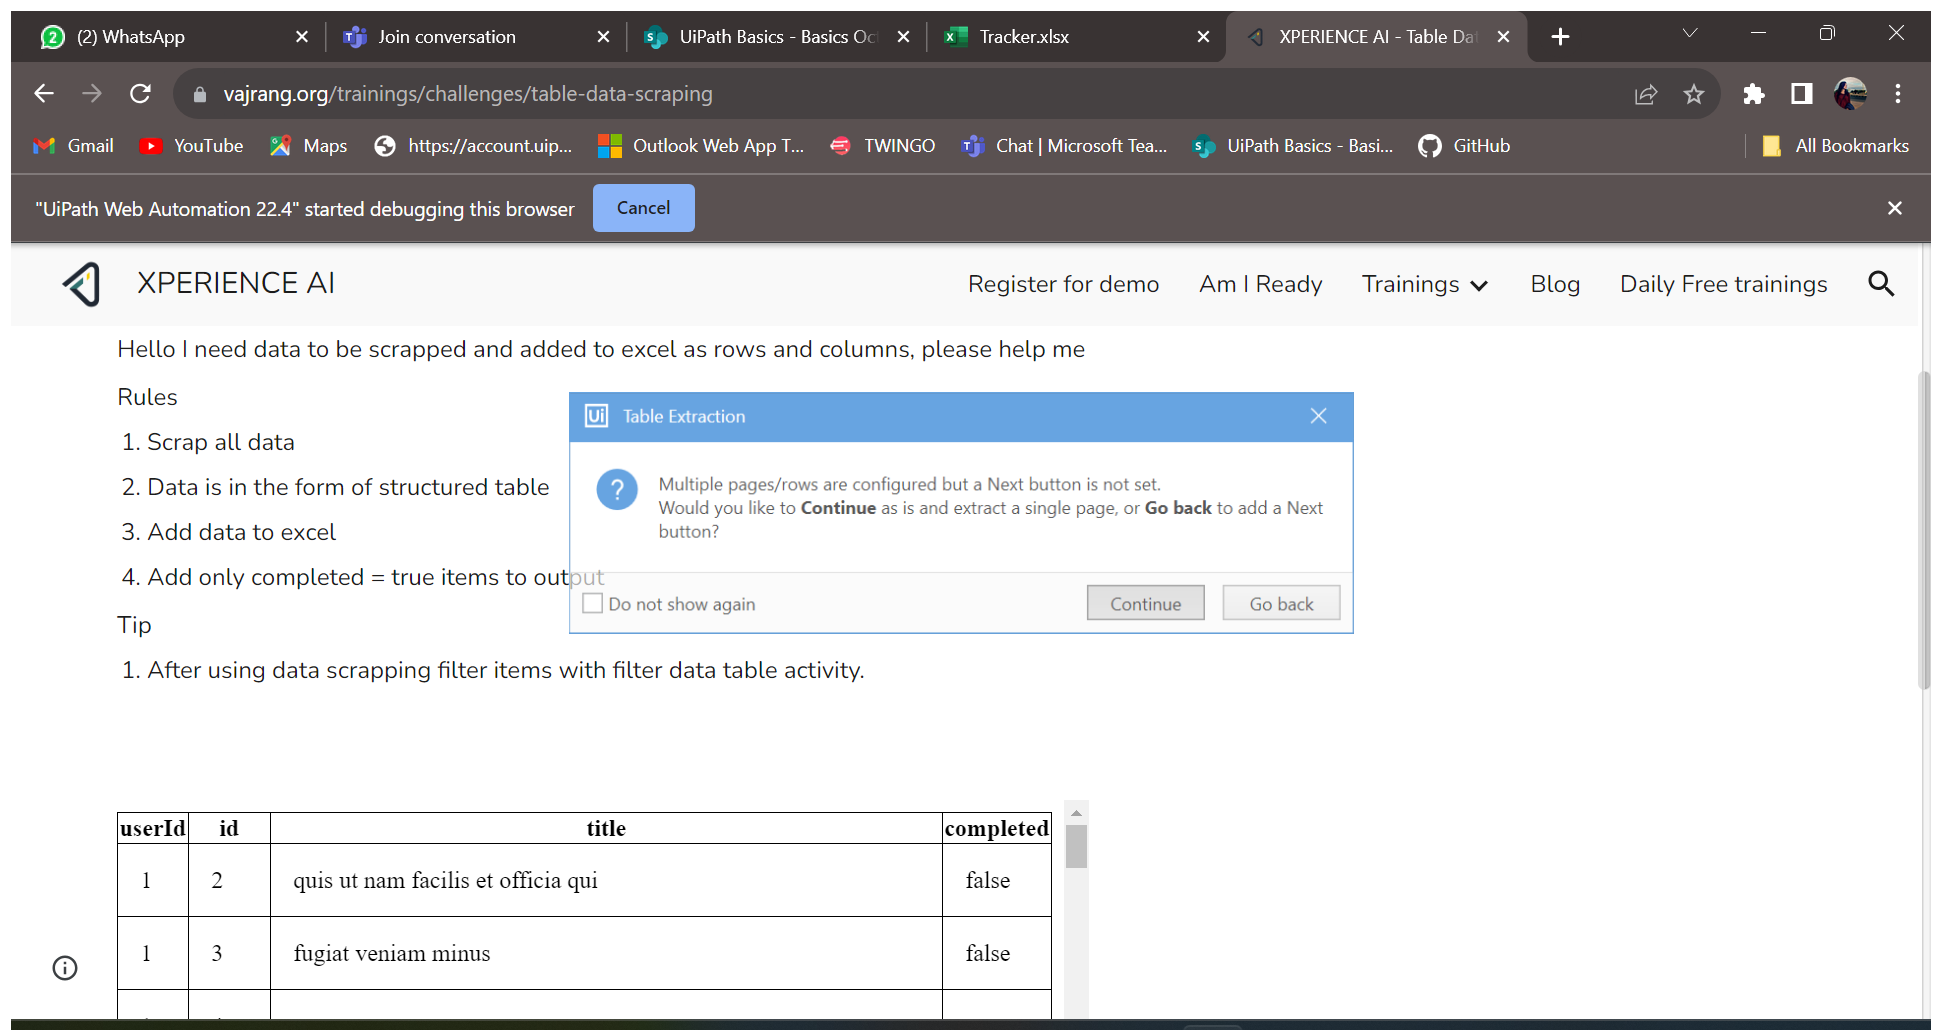 (2) WhatsApp
Join conversation
UiPath Basics - Basics Oc
Tracker.xlsx
XPERIENCE AI - Table Da
vajrang.org/trainings/challenges/table-data-scraping
Gmail
YouTube
Maps
https://account.uip...
Outlook Web App T...
TWINGO
Chat | Microsoft Tea...
UiPath Basics - Basi...
GitHub
All Bookmarks
"UiPath Web Automation 22.4" started debugging this browser
Cancel
XPERIENCE AI
Register for demo
Am I Ready
Trainings
Blog
Daily Free trainings
Hello I need data to be scrapped and added to excel as rows and columns, please help me
Rules
1. Scrap all data
2. Data is in the form of structured table
3. Add data to excel
4. Add only completed = true items to output
Tip
1. After using data scrapping filter items with filter data table activity.
Ui Table Extraction
Multiple pages/rows are configured but a Next button is not set.
Would you like to Continue as is and extract a single page, or Go back to add a Next
button?
Do not show again
Continue
Go back
userId id title completed
1 2 quis ut nam facilis et officia qui false
1 3 fugiat veniam minus false